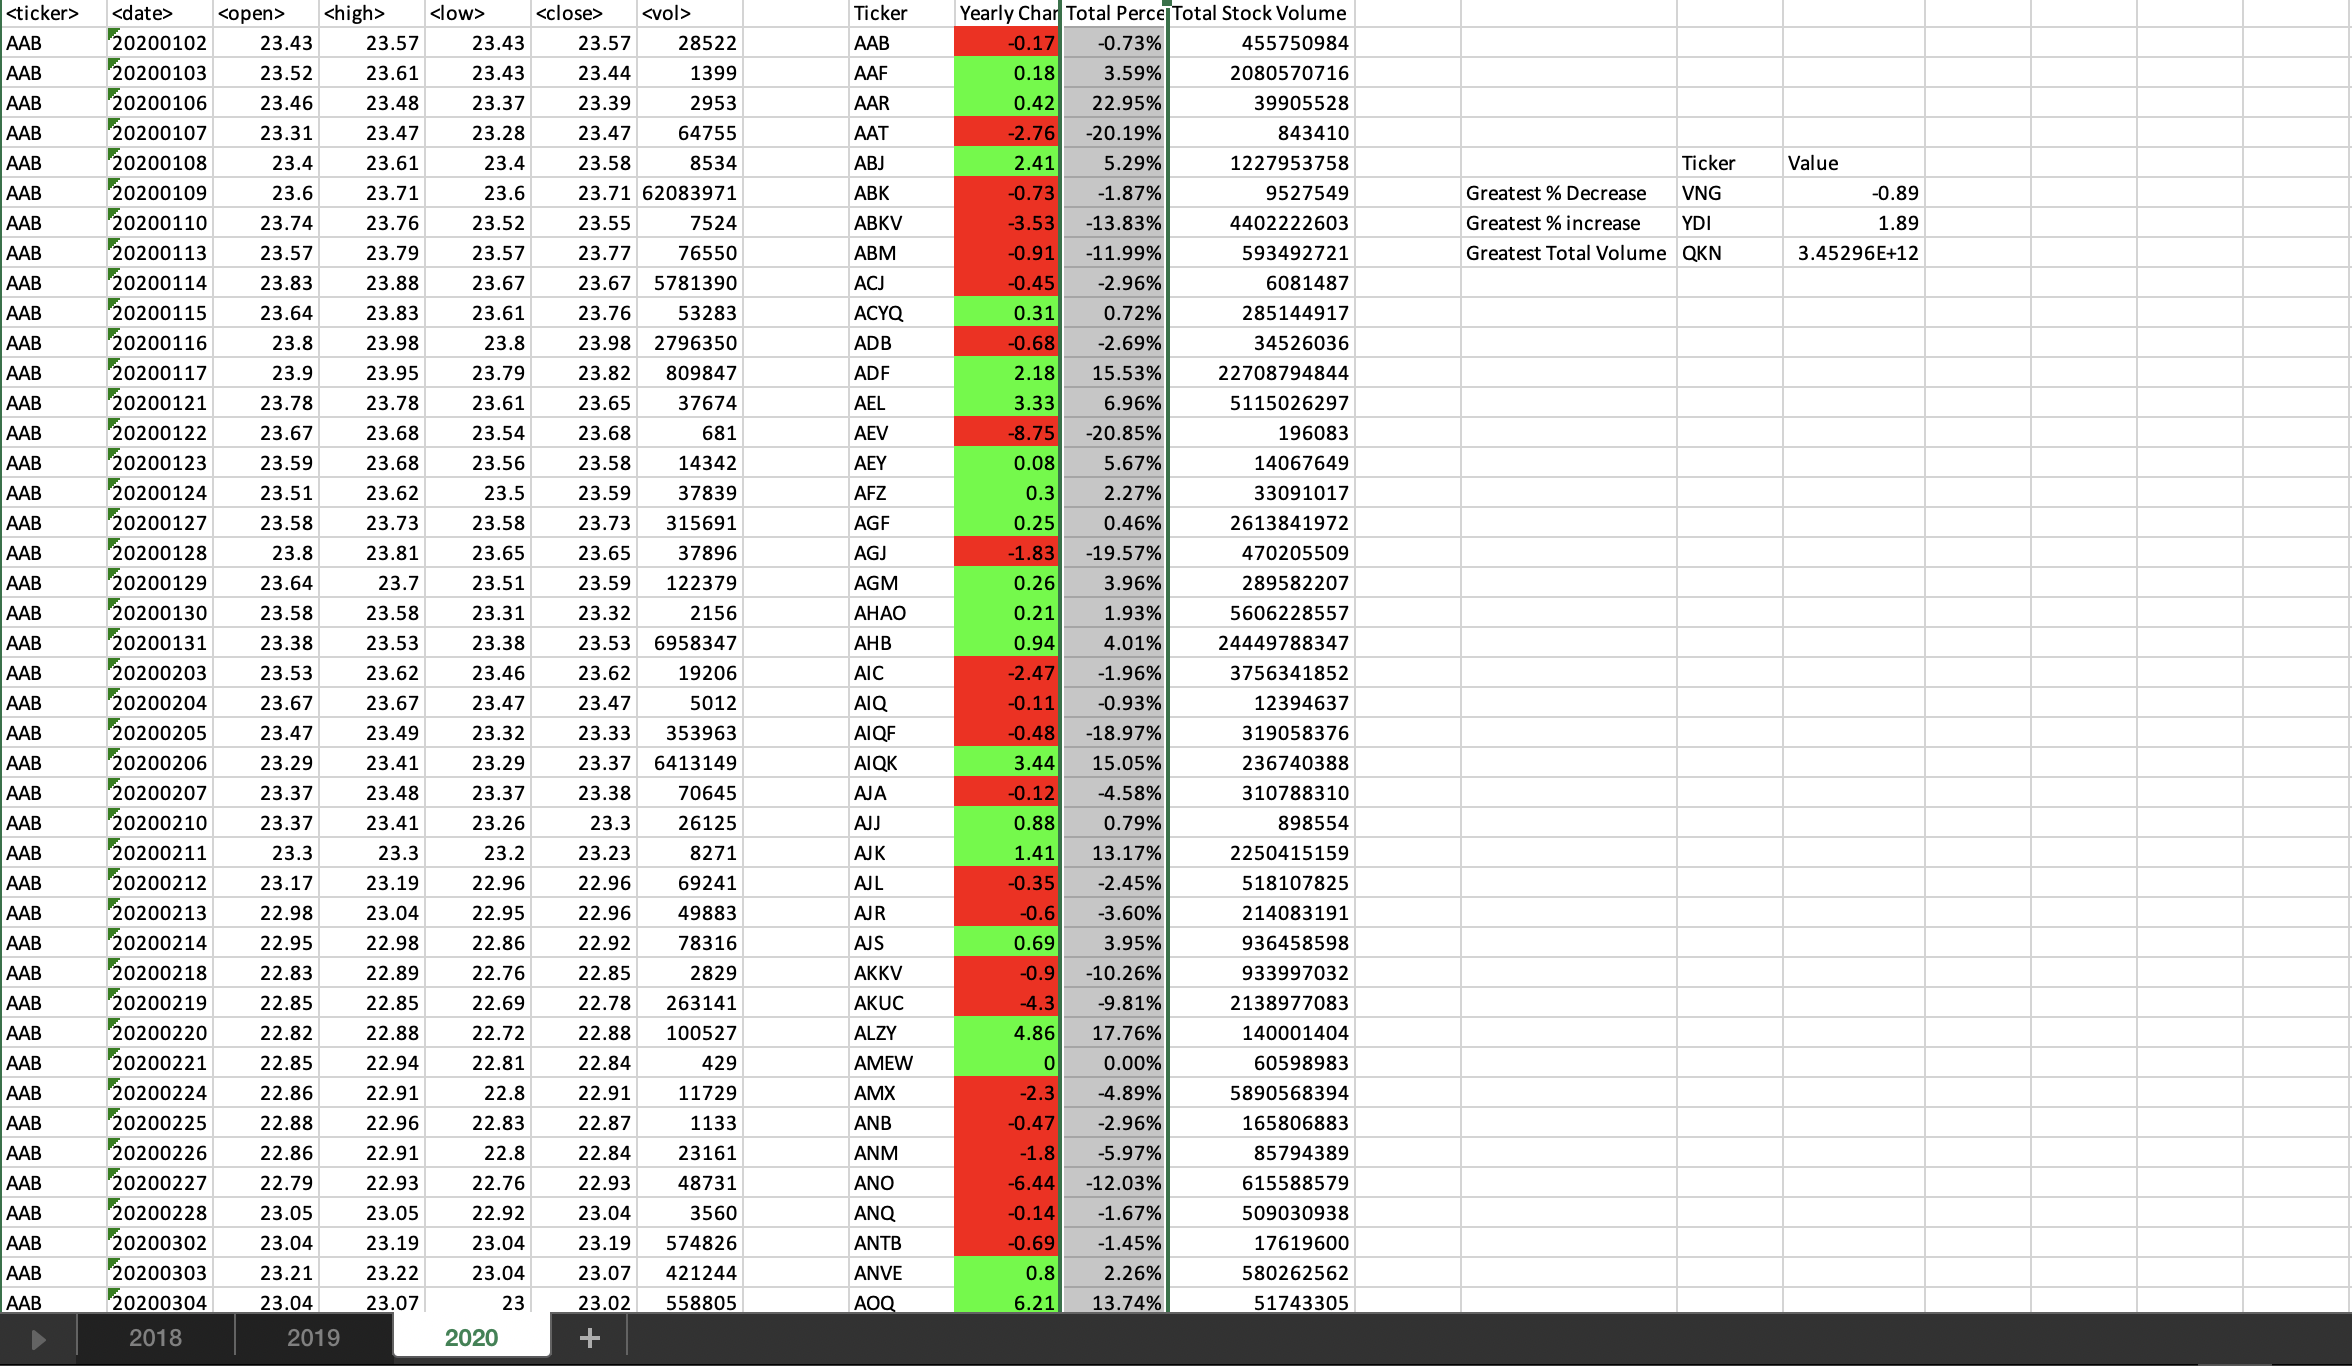 <ticker> <date> <open> <high> <low> <close> <vol> Ticker Yearly Char Total Perce Total Stock Volume
AAB 20200102 23.43 23.57 23.43 23.57 28522 AAB -0.17 -0.73% 455750984
AAB 20200103 23.52 23.61 23.43 23.44 1399 AAF 0.18 3.59% 2080570716
AAB 20200106 23.46 23.48 23.37 23.39 2953 AAR 0.42 22.95% 39905528
AAB 20200107 23.31 23.47 23.28 23.47 64755 AAT -2.76 -20.19% 843410
AAB 20200108 23.4 23.61 23.4 23.58 8534 ABJ 2.41 5.29% 1227953758 Ticker Value
AAB 20200109 23.6 23.71 23.6 23.71 62083971 ABK -0.73 -1.87% 9527549 Greatest % Decrease VNG -0.89
AAB 20200110 23.74 23.76 23.52 23.55 7524 ABKV -3.53 -13.83% 4402222603 Greatest % increase YDI 1.89
AAB 20200113 23.57 23.79 23.57 23.77 76550 ABM -0.91 -11.99% 593492721 Greatest Total Volume QKN 3.45296E+12
AAB 20200114 23.83 23.88 23.67 23.67 5781390 ACJ -0.45 -2.96% 6081487
AAB 20200115 23.64 23.83 23.61 23.76 53283 ACYQ 0.31 0.72% 285144917
AAB 20200116 23.8 23.98 23.8 23.98 2796350 ADB -0.68 -2.69% 34526036
AAB 20200117 23.9 23.95 23.79 23.82 809847 ADF 2.18 15.53% 22708794844
AAB 20200121 23.78 23.78 23.61 23.65 37674 AEL 3.33 6.96% 5115026297
AAB 20200122 23.67 23.68 23.54 23.68 681 AEV -8.75 -20.85% 196083
AAB 20200123 23.59 23.68 23.56 23.58 14342 AEY 0.08 5.67% 14067649
AAB 20200124 23.51 23.62 23.5 23.59 37839 AFZ 0.3 2.27% 33091017
AAB 20200127 23.58 23.73 23.58 23.73 315691 AGF 0.25 0.46% 2613841972
AAB 20200128 23.8 23.81 23.65 23.65 37896 AGJ -1.83 -19.57% 470205509
AAB 20200129 23.64 23.7 23.51 23.59 122379 AGM 0.26 3.96% 289582207
AAB 20200130 23.58 23.58 23.31 23.32 2156 AHAO 0.21 1.93% 5606228557
AAB 20200131 23.38 23.53 23.38 23.53 6958347 AHB 0.94 4.01% 24449788347
AAB 20200203 23.53 23.62 23.46 23.62 19206 AIC -2.47 -1.96% 3756341852
AAB 20200204 23.67 23.67 23.47 23.47 5012 AIQ -0.11 -0.93% 12394637
AAB 20200205 23.47 23.49 23.32 23.33 353963 AIQF -0.48 -18.97% 319058376
AAB 20200206 23.29 23.41 23.29 23.37 6413149 AIQK 3.44 15.05% 236740388
AAB 20200207 23.37 23.48 23.37 23.38 70645 AJA -0.12 -4.58% 310788310
AAB 20200210 23.37 23.41 23.26 23.3 26125 AJJ 0.88 0.79% 898554
AAB 20200211 23.3 23.3 23.2 23.23 8271 AJK 1.41 13.17% 2250415159
AAB 20200212 23.17 23.19 22.96 22.96 69241 AJL -0.35 -2.45% 518107825
AAB 20200213 22.98 23.04 22.95 22.96 49883 AJR -0.6 -3.60% 214083191
AAB 20200214 22.95 22.98 22.86 22.92 78316 AJS 0.69 3.95% 936458598
AAB 20200218 22.83 22.89 22.76 22.85 2829 AKKV -0.9 -10.26% 933997032
AAB 20200219 22.85 22.85 22.69 22.78 263141 AKUC -4.3 -9.81% 2138977083
AAB 20200220 22.82 22.88 22.72 22.88 100527 ALZY 4.86 17.76% 140001404
AAB 20200221 22.85 22.94 22.81 22.84 429 AMEW 0 0.00% 60598983
AAB 20200224 22.86 22.91 22.8 22.91 11729 AMX -2.3 -4.89% 5890568394
AAB 20200225 22.88 22.96 22.83 22.87 1133 ANB -0.47 -2.96% 165806883
AAB 20200226 22.86 22.91 22.8 22.84 23161 ANM -1.8 -5.97% 85794389
AAB 20200227 22.79 22.93 22.76 22.93 48731 ANO -6.44 -12.03% 615588579
AAB 20200228 23.05 23.05 22.92 23.04 3560 ANQ -0.14 -1.67% 509030938
AAB 20200302 23.04 23.19 23.04 23.19 574826 ANTB -0.69 -1.45% 17619600
AAB 20200303 23.21 23.22 23.04 23.07 421244 ANVE 0.8 2.26% 580262562
AAB 20200304 23.04 23.07 23 23.02 558805 AOQ 6.21 13.74% 51743305
2018 2019 2020 +